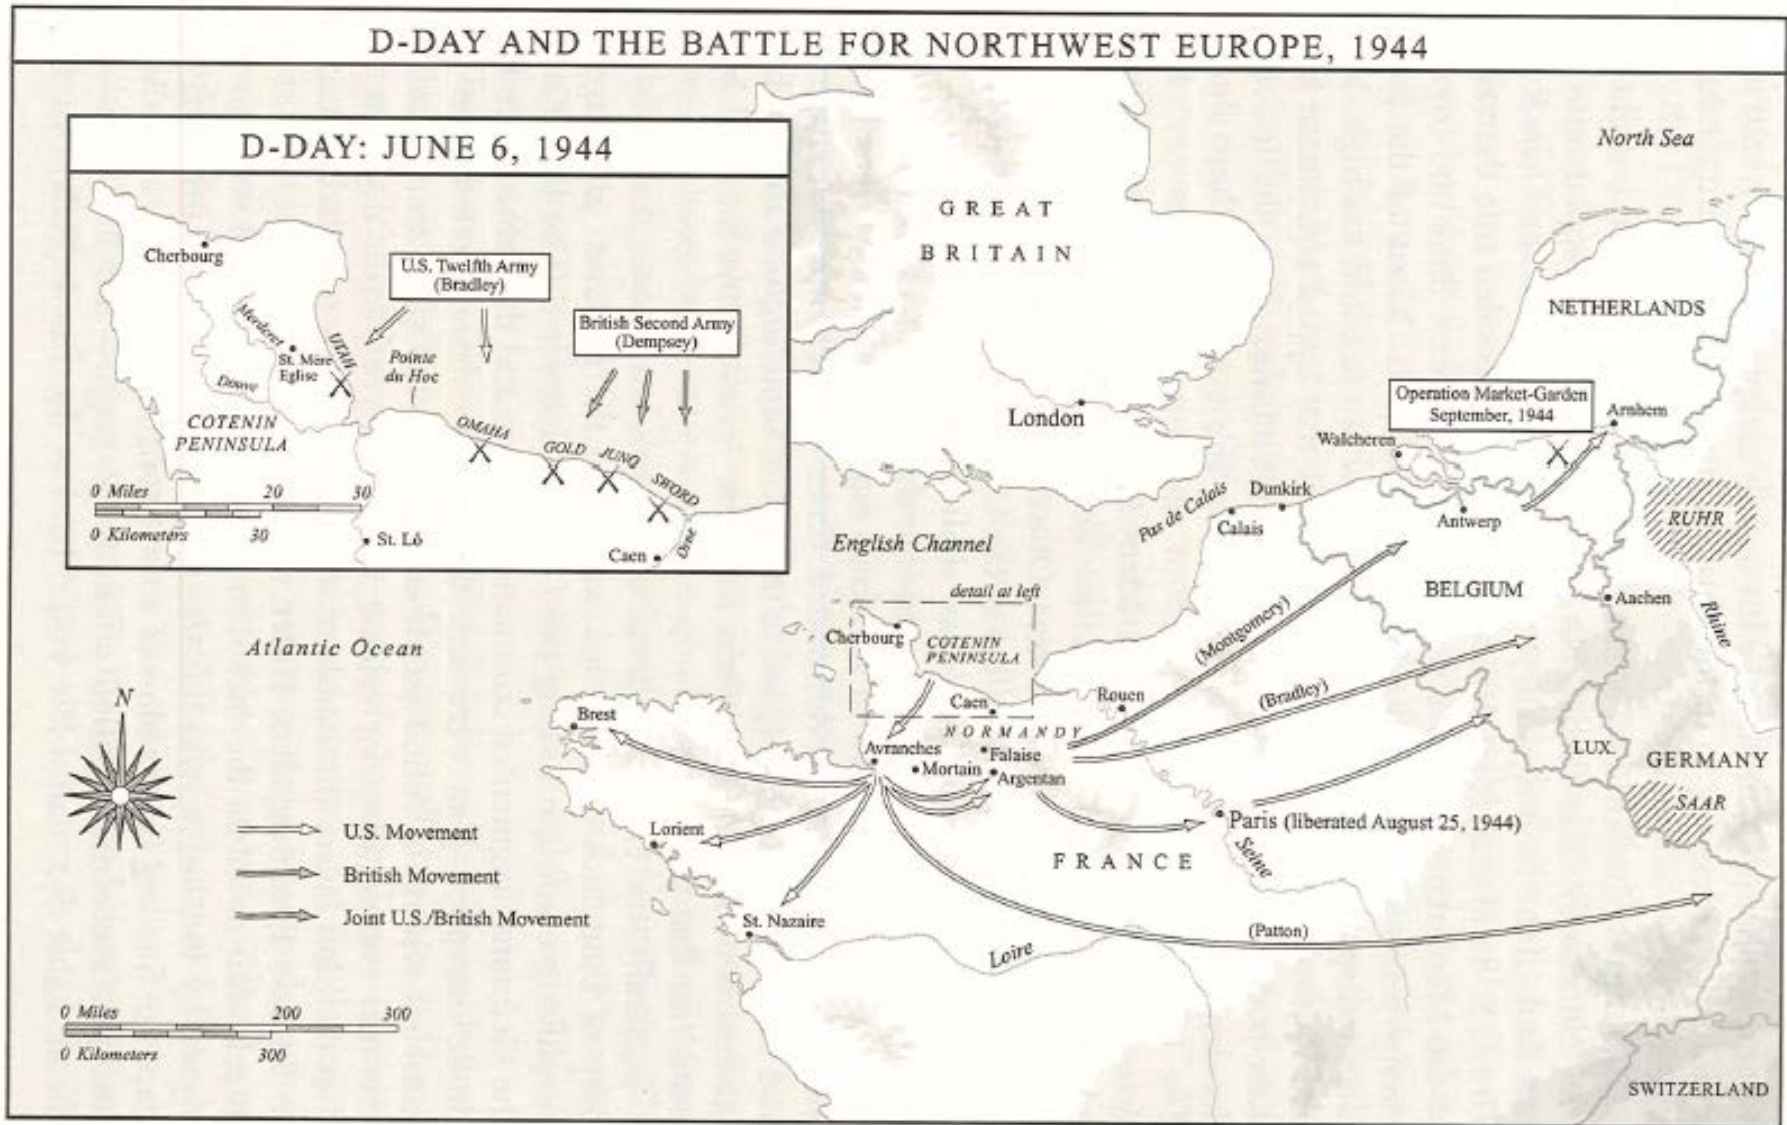 D-DAY AND THE BATTLE FOR NORTHWEST EUROPE, 1944
D-DAY: JUNE 6, 1944
Cherbourg
U.S. Twelfth Army
(Bradley)
British Second Army
(Dempsey)
Merderet
St. Mère
Eglise
UTAH
Pointe
du Hoc
Douve
COTENIN
PENINSULA
OMAHA
GOLD
JUNO
SWORD
0 Miles 20 30
0 Kilometers 30
St. Lô
Caen
Orne
North Sea
GREAT
BRITAIN
NETHERLANDS
London
Operation Market-Garden
September, 1944
Arnhem
Walcheren
Pas de Calais
Dunkirk
Calais
Antwerp
RUHR
English Channel
detail at left
BELGIUM
Aachen
Rhine
Atlantic Ocean
Cherbourg
COTENIN
PENINSULA
(Montgomery)
(Bradley)
N
Brest
Caen
Rouen
NORMANDY
Avranches
Falaise
Mortain
Argentan
LUX.
GERMANY
SAAR
Lorient
Paris (liberated August 25, 1944)
Seine
FRANCE
U.S. Movement
British Movement
Joint U.S./British Movement
St. Nazaire
Loire
(Patton)
0 Miles 200 300
0 Kilometers 300
SWITZERLAND